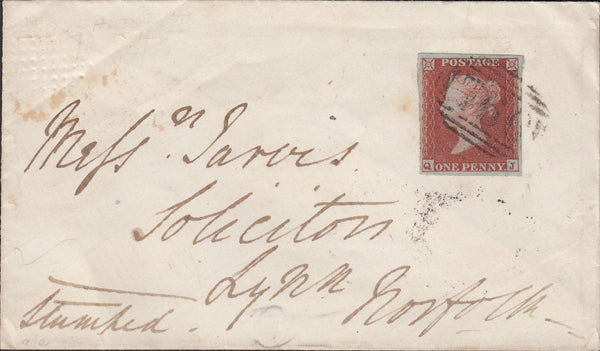 POSTAGE
Q ONE PENNY J
Messrs Jarvis
Solicitors
Lynn
Norfolk
Stamped.